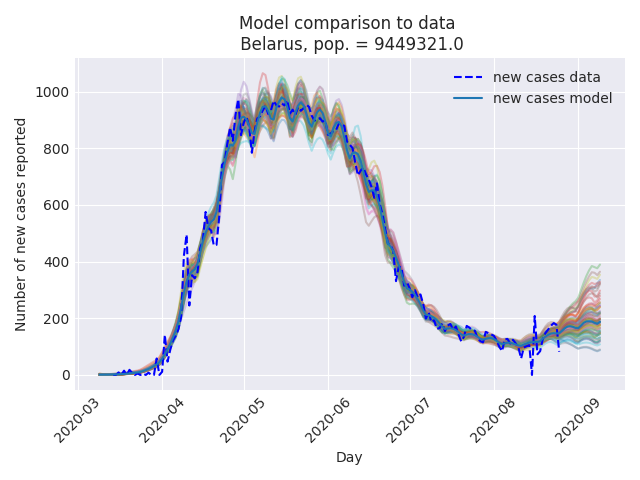 Model comparison to data
Belarus, pop. = 9449321.0
new cases data
new cases model
Number of new cases reported
1000
800
600
400
200
0
2020-03
2020-04
2020-05
2020-06
2020-07
2020-08
2020-09
Day